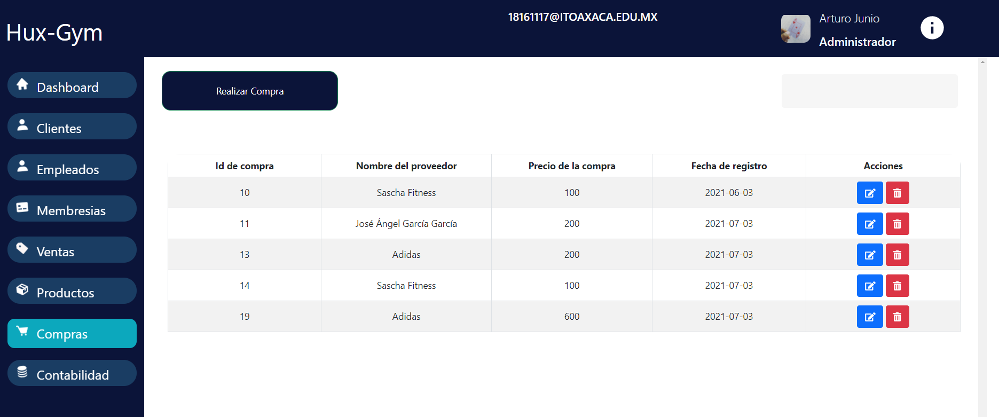 Hux-Gym
18161117@ITOAXACA.EDU.MX
Arturo Junio
Administrador
Dashboard
Clientes
Empleados
Membresias
Ventas
Productos
Compras
Contabilidad
Realizar Compra
Id de compra Nombre del proveedor Precio de la compra Fecha de registro Acciones
10 Sascha Fitness 100 2021-06-03
11 José Ángel García García 200 2021-07-03
13 Adidas 200 2021-07-03
14 Sascha Fitness 100 2021-07-03
19 Adidas 600 2021-07-03